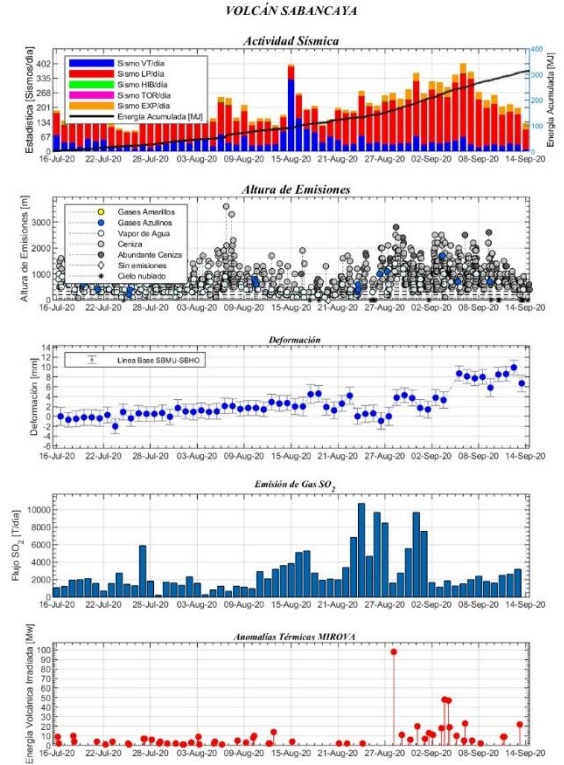 VOLCÁN SABANCAYA
Actividad Sísmica
Estadística [Sismos/día]
402
335
268
201
134
67
0
Sismo VT/día
Sismo LP/día
Sismo HIB/día
Sismo TOR/día
Sismo EXP/día
Energía Acumulada [MJ]
400
300
200
100
0
Energía Acumulada [MJ]
16-Jul-20 22-Jul-20 28-Jul-20 03-Aug-20 09-Aug-20 15-Aug-20 21-Aug-20 27-Aug-20 02-Sep-20 08-Sep-20 14-Sep-20
Altura de Emisiones
Altura de Emisiones [m]
3000
2000
1000
0
Gases Amarillos
Gases Azulinos
Vapor de Agua
Ceniza
Abundante Ceniza
Sin emisiones
Cielo nublado
16-Jul-20 22-Jul-20 28-Jul-20 03-Aug-20 09-Aug-20 15-Aug-20 21-Aug-20 27-Aug-20 02-Sep-20 08-Sep-20 14-Sep-20
Deformación
Deformación [mm]
14
12
10
8
6
4
2
0
-2
-4
-6
Linea Base SBMU-SBHO
16-Jul-20 22-Jul-20 28-Jul-20 03-Aug-20 09-Aug-20 15-Aug-20 21-Aug-20 27-Aug-20 02-Sep-20 08-Sep-20 14-Sep-20
Emisión de Gas SO2
Flujo SO2 [T/día]
10000
8000
6000
4000
2000
0
16-Jul-20 22-Jul-20 28-Jul-20 03-Aug-20 09-Aug-20 15-Aug-20 21-Aug-20 27-Aug-20 02-Sep-20 08-Sep-20 14-Sep-20
Anomalías Térmicas MIROVA
Energía Volcánica Irradiada [Mw]
100
90
80
70
60
50
40
30
20
10
0
16-Jul-20 22-Jul-20 28-Jul-20 03-Aug-20 09-Aug-20 15-Aug-20 21-Aug-20 27-Aug-20 02-Sep-20 08-Sep-20 14-Sep-20